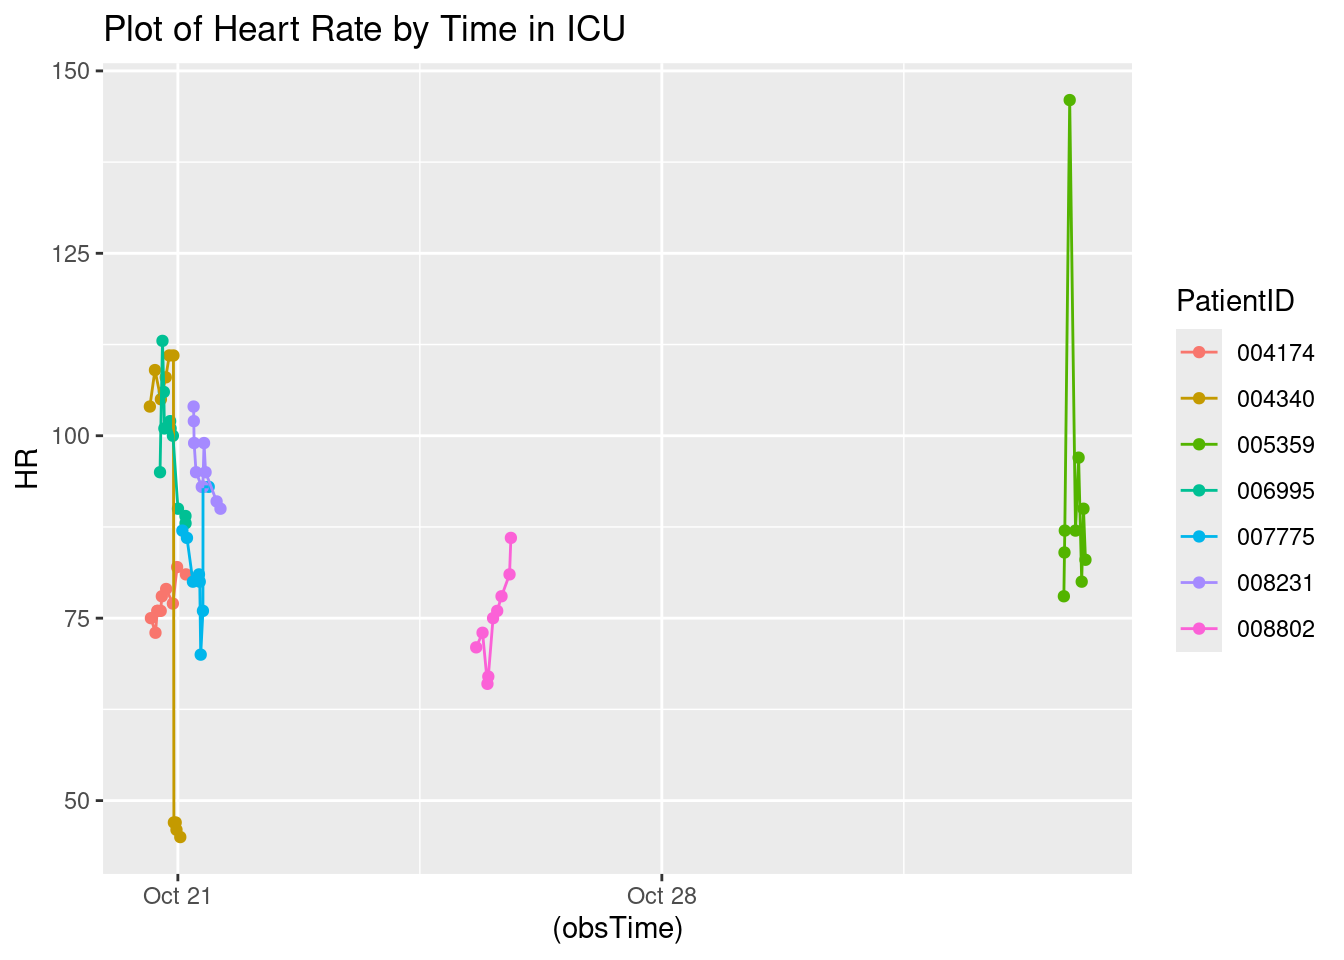 Plot of Heart Rate by Time in ICU
150
125
100
75
50
HR
Oct 21
Oct 28
(obsTime)
PatientID
004174
004340
005359
006995
007775
008231
008802